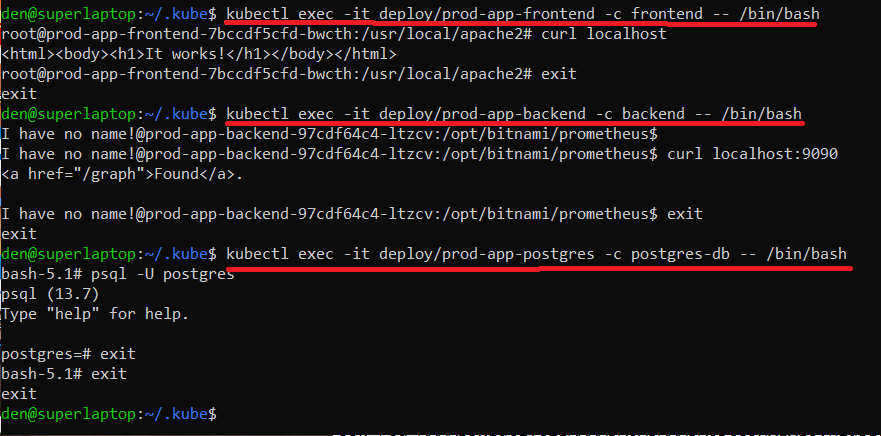 den@superlaptop:~/.kube$ kubectl exec -it deploy/prod-app-frontend -c frontend -- /bin/bash
root@prod-app-frontend-7bccdf5cfd-bwcth:/usr/local/apache2# curl localhost
<html><body><h1>It works!</h1></body></html>
root@prod-app-frontend-7bccdf5cfd-bwcth:/usr/local/apache2# exit
exit
den@superlaptop:~/.kube$ kubectl exec -it deploy/prod-app-backend -c backend -- /bin/bash
I have no name!@prod-app-backend-97cdf64c4-ltzcv:/opt/bitnami/prometheus$
I have no name!@prod-app-backend-97cdf64c4-ltzcv:/opt/bitnami/prometheus$ curl localhost:9090
<a href="/graph">Found</a>.
I have no name!@prod-app-backend-97cdf64c4-ltzcv:/opt/bitnami/prometheus$ exit
exit
den@superlaptop:~/.kube$ kubectl exec -it deploy/prod-app-postgres -c postgres-db -- /bin/bash
bash-5.1# psql -U postgres
psql (13.7)
Type "help" for help.
postgres=# exit
bash-5.1# exit
exit
den@superlaptop:~/.kube$